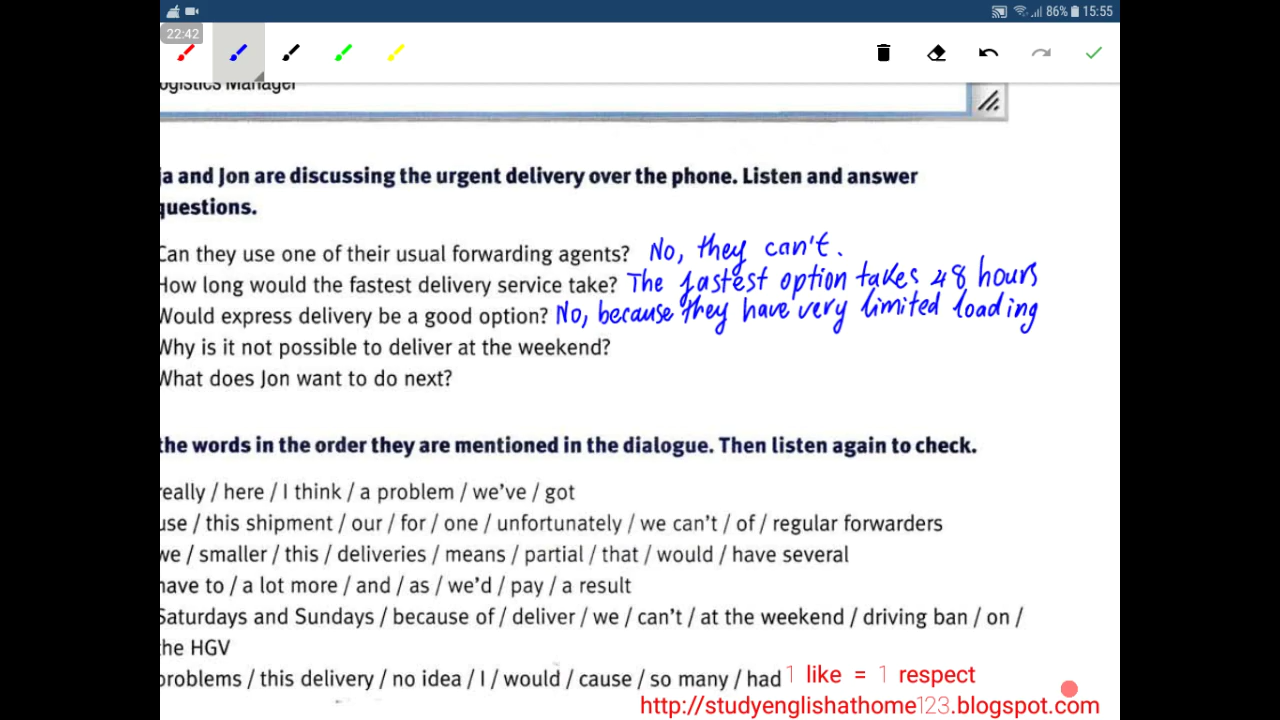 86% 15:55
22:42
ogistics Manager
ja and Jon are discussing the urgent delivery over the phone. Listen and answer
questions.
Can they use one of their usual forwarding agents? No, they can't.
How long would the fastest delivery service take? The fastest option takes 48 hours
Would express delivery be a good option? No, because they have very limited loading
Why is it not possible to deliver at the weekend?
What does Jon want to do next?
the words in the order they are mentioned in the dialogue. Then listen again to check.
really / here / I think / a problem / we've / got
use / this shipment / our / for / one / unfortunately / we can't / of / regular forwarders
we / smaller / this / deliveries / means / partial / that / would / have several
have to / a lot more / and / as / we'd / pay / a result
Saturdays and Sundays / because of / deliver / we / can't / at the weekend / driving ban / on /
the HGV
problems / this delivery / no idea / I / would / cause / so many / had
1 like = 1 respect
http://studyenglishathome123.blogspot.com